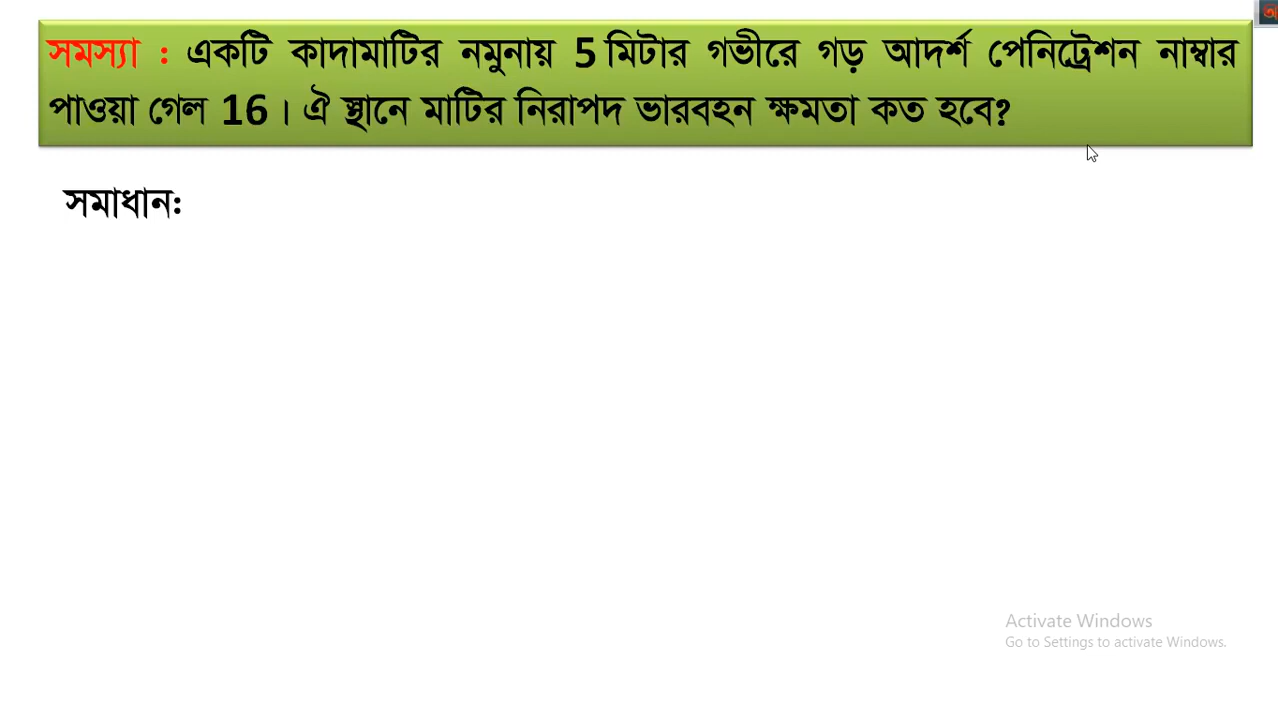 সমস্যা : একটি কাদামাটির নমুনায় 5 মিটার গভীরে গড় আদর্শ পেনিট্রেশন নাম্বার
পাওয়া গেল 16 । ঐ স্থানে মাটির নিরাপদ ভারবহন ক্ষমতা কত হবে?
সমাধান:
Activate Windows
Go to Settings to activate Windows.